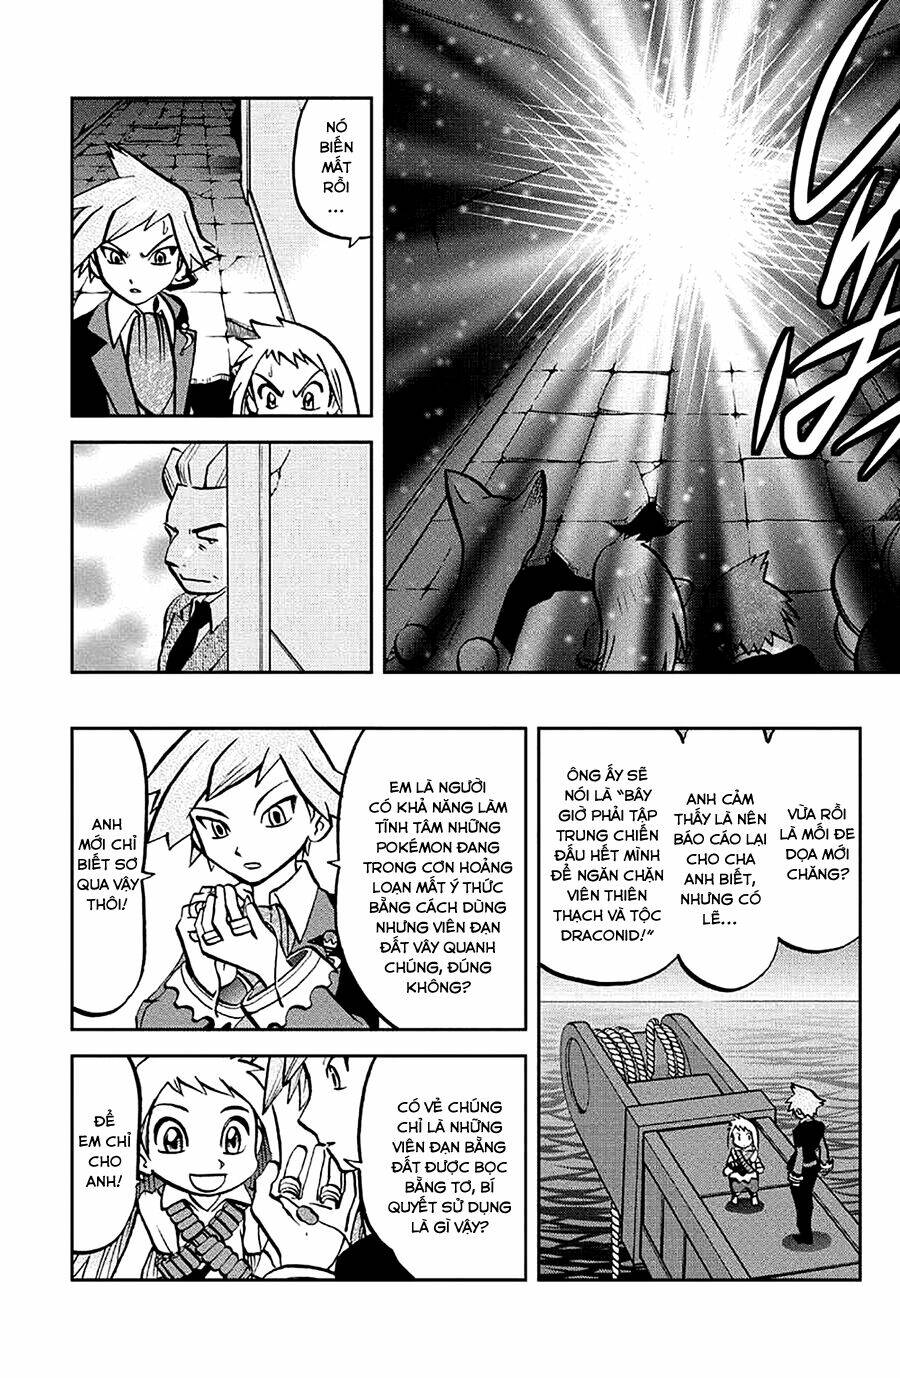 NÓ
BIẾN
MẤT
RỒI
...
VỪA RỒI
LÀ MỐI ĐE
DỌA MỚI
CHĂNG?
ANH CẢM
THẤY LÀ NÊN
BÁO CÁO LẠI
CHO CHA
ANH BIẾT,
NHƯNG CÓ
LẼ...
ÔNG ẤY SẼ
NÓI LÀ "BÂY
GIỜ PHẢI TẬP
TRUNG CHIẾN
ĐẤU HẾT MÌNH
ĐỂ NGĂN CHẶN
VIÊN THIÊN
THẠCH VÀ TỘC
DRACONID!"
EM LÀ NGƯỜI
CÓ KHẢ NĂNG LÀM
TĨNH TÂM NHỮNG
POKÉMON ĐANG
TRONG CƠN HOẢNG
LOẠN MẤT Ý THỨC
BẰNG CÁCH DÙNG
NHƯNG VIÊN ĐẠN
ĐẤT VÂY QUANH
CHÚNG, ĐÚNG
KHÔNG?
ANH
MỚI CHỈ
BIẾT SƠ
QUA VẬY
THÔI!
CÓ VẺ CHÚNG
CHỈ LÀ NHỮNG
VIÊN ĐẠN BẰNG
ĐẤT ĐƯỢC BỌC
BẰNG TƠ, BÍ
QUYẾT SỬ DỤNG
LÀ GÌ VẬY?
ĐỂ
EM CHỈ
CHO
ANH!